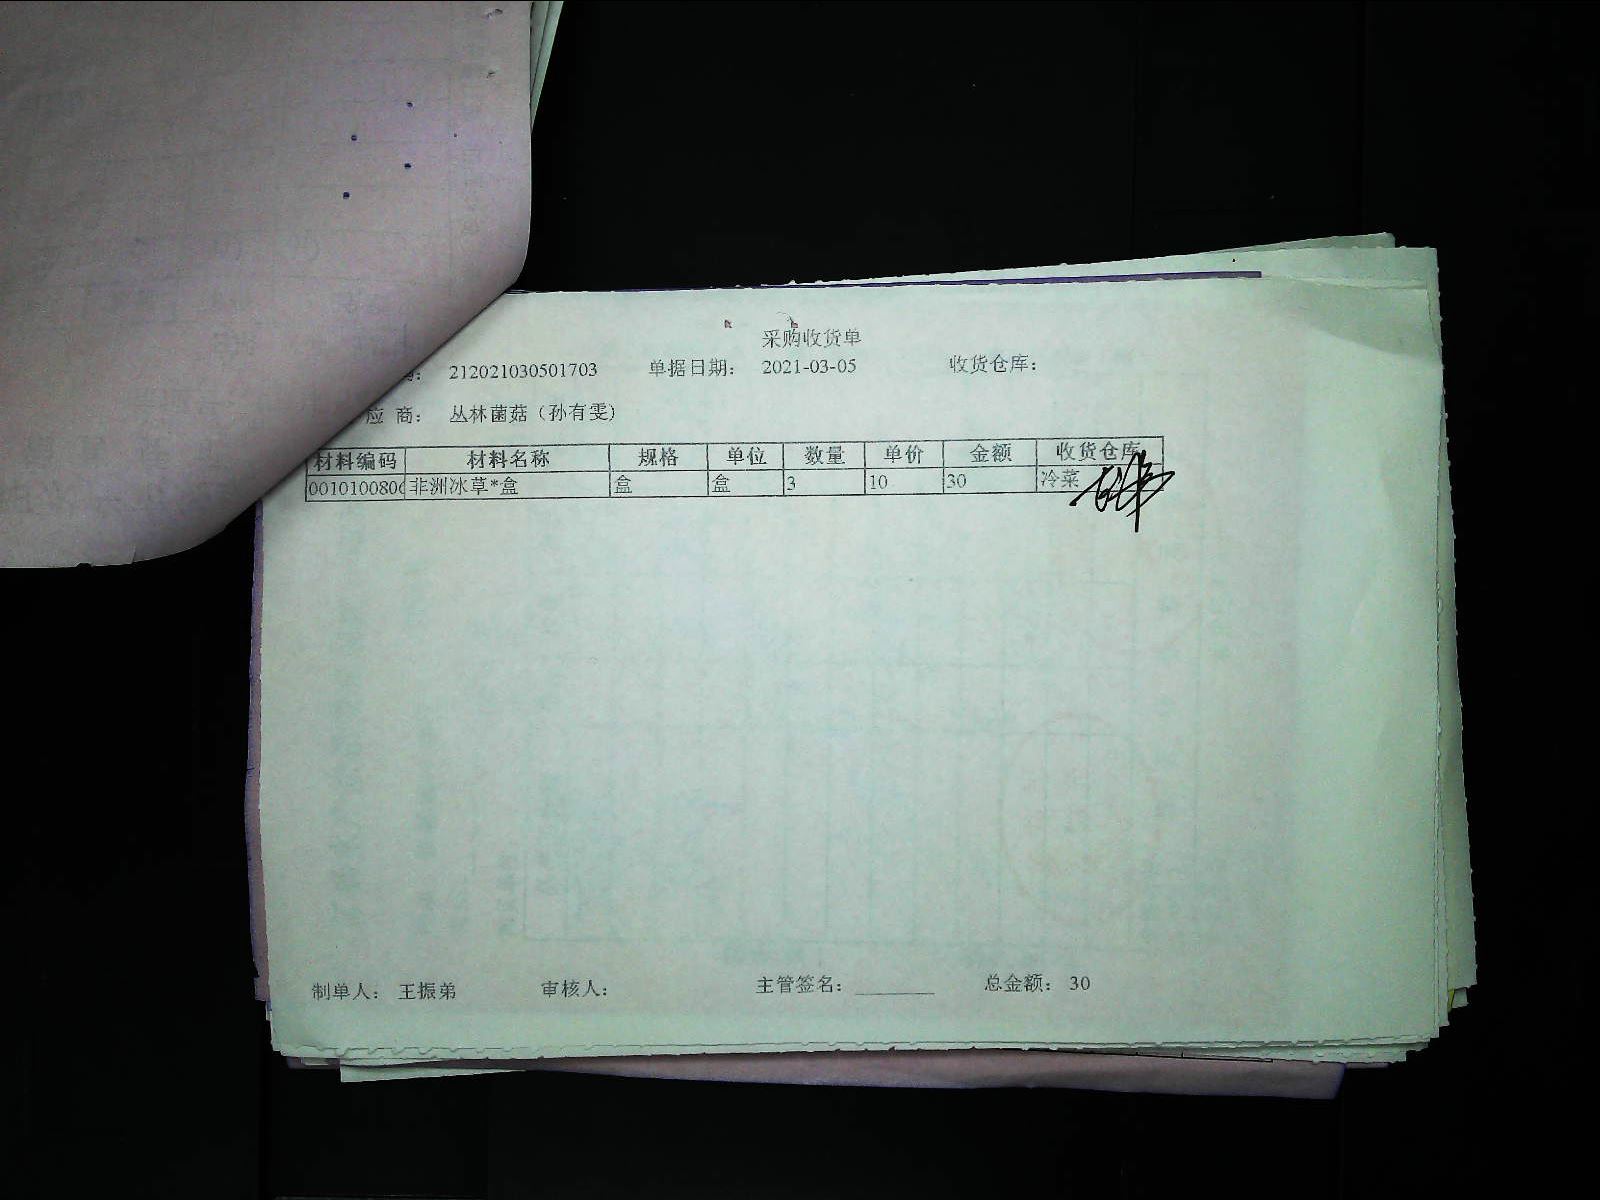 采购收货单
212021030501703 单据日期: 2021-03-05 收货仓库:
应 商: 丛林菌菇（孙有雯）
材料编码 材料名称 规格 单位 数量 单价 金额 收货仓库
0010100806 非洲冰草*盒 盒 盒 3 10 30 冷菜
制单人: 王振弟 审核人: 主管签名: ________ 总金额: 30